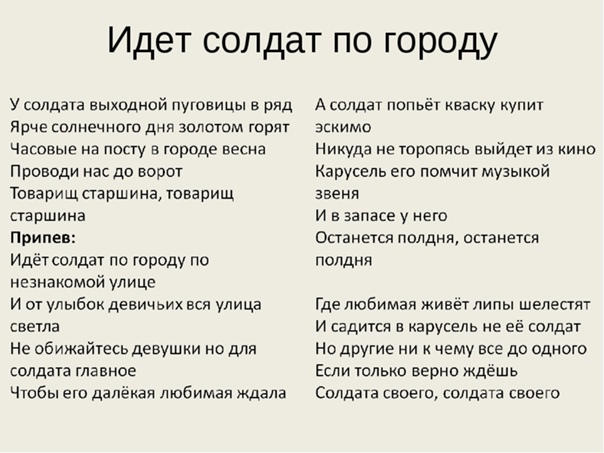 Идет солдат по городу
У солдата выходной пуговицы в ряд
Ярче солнечного дня золотом горят
Часовые на посту в городе весна
Проводи нас до ворот
Товарищ старшина, товарищ
старшина
Припев:
Идёт солдат по городу по
незнакомой улице
И от улыбок девичьих вся улица
светла
Не обижайтесь девушки но для
солдата главное
Чтобы его далёкая любимая ждала
А солдат попьёт кваску купит
эскимо
Никуда не торопясь выйдет из кино
Карусель его помчит музыкой
звеня
И в запасе у него
Останется полдня, останется
полдня
Где любимая живёт липы шелестят
И садится в карусель не её солдат
Но другие ни к чему все до одного
Если только верно ждёшь
Солдата своего, солдата своего